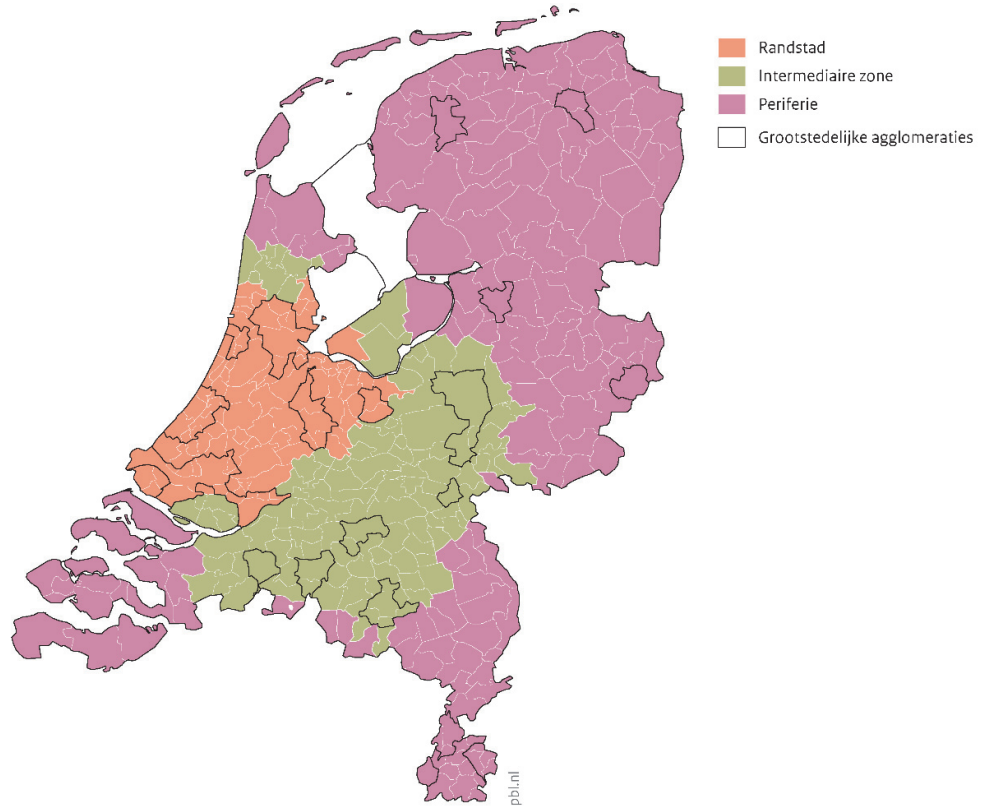 Randstad
Intermediaire zone
Periferie
Grootstedelijke agglomeraties
pbl.nl